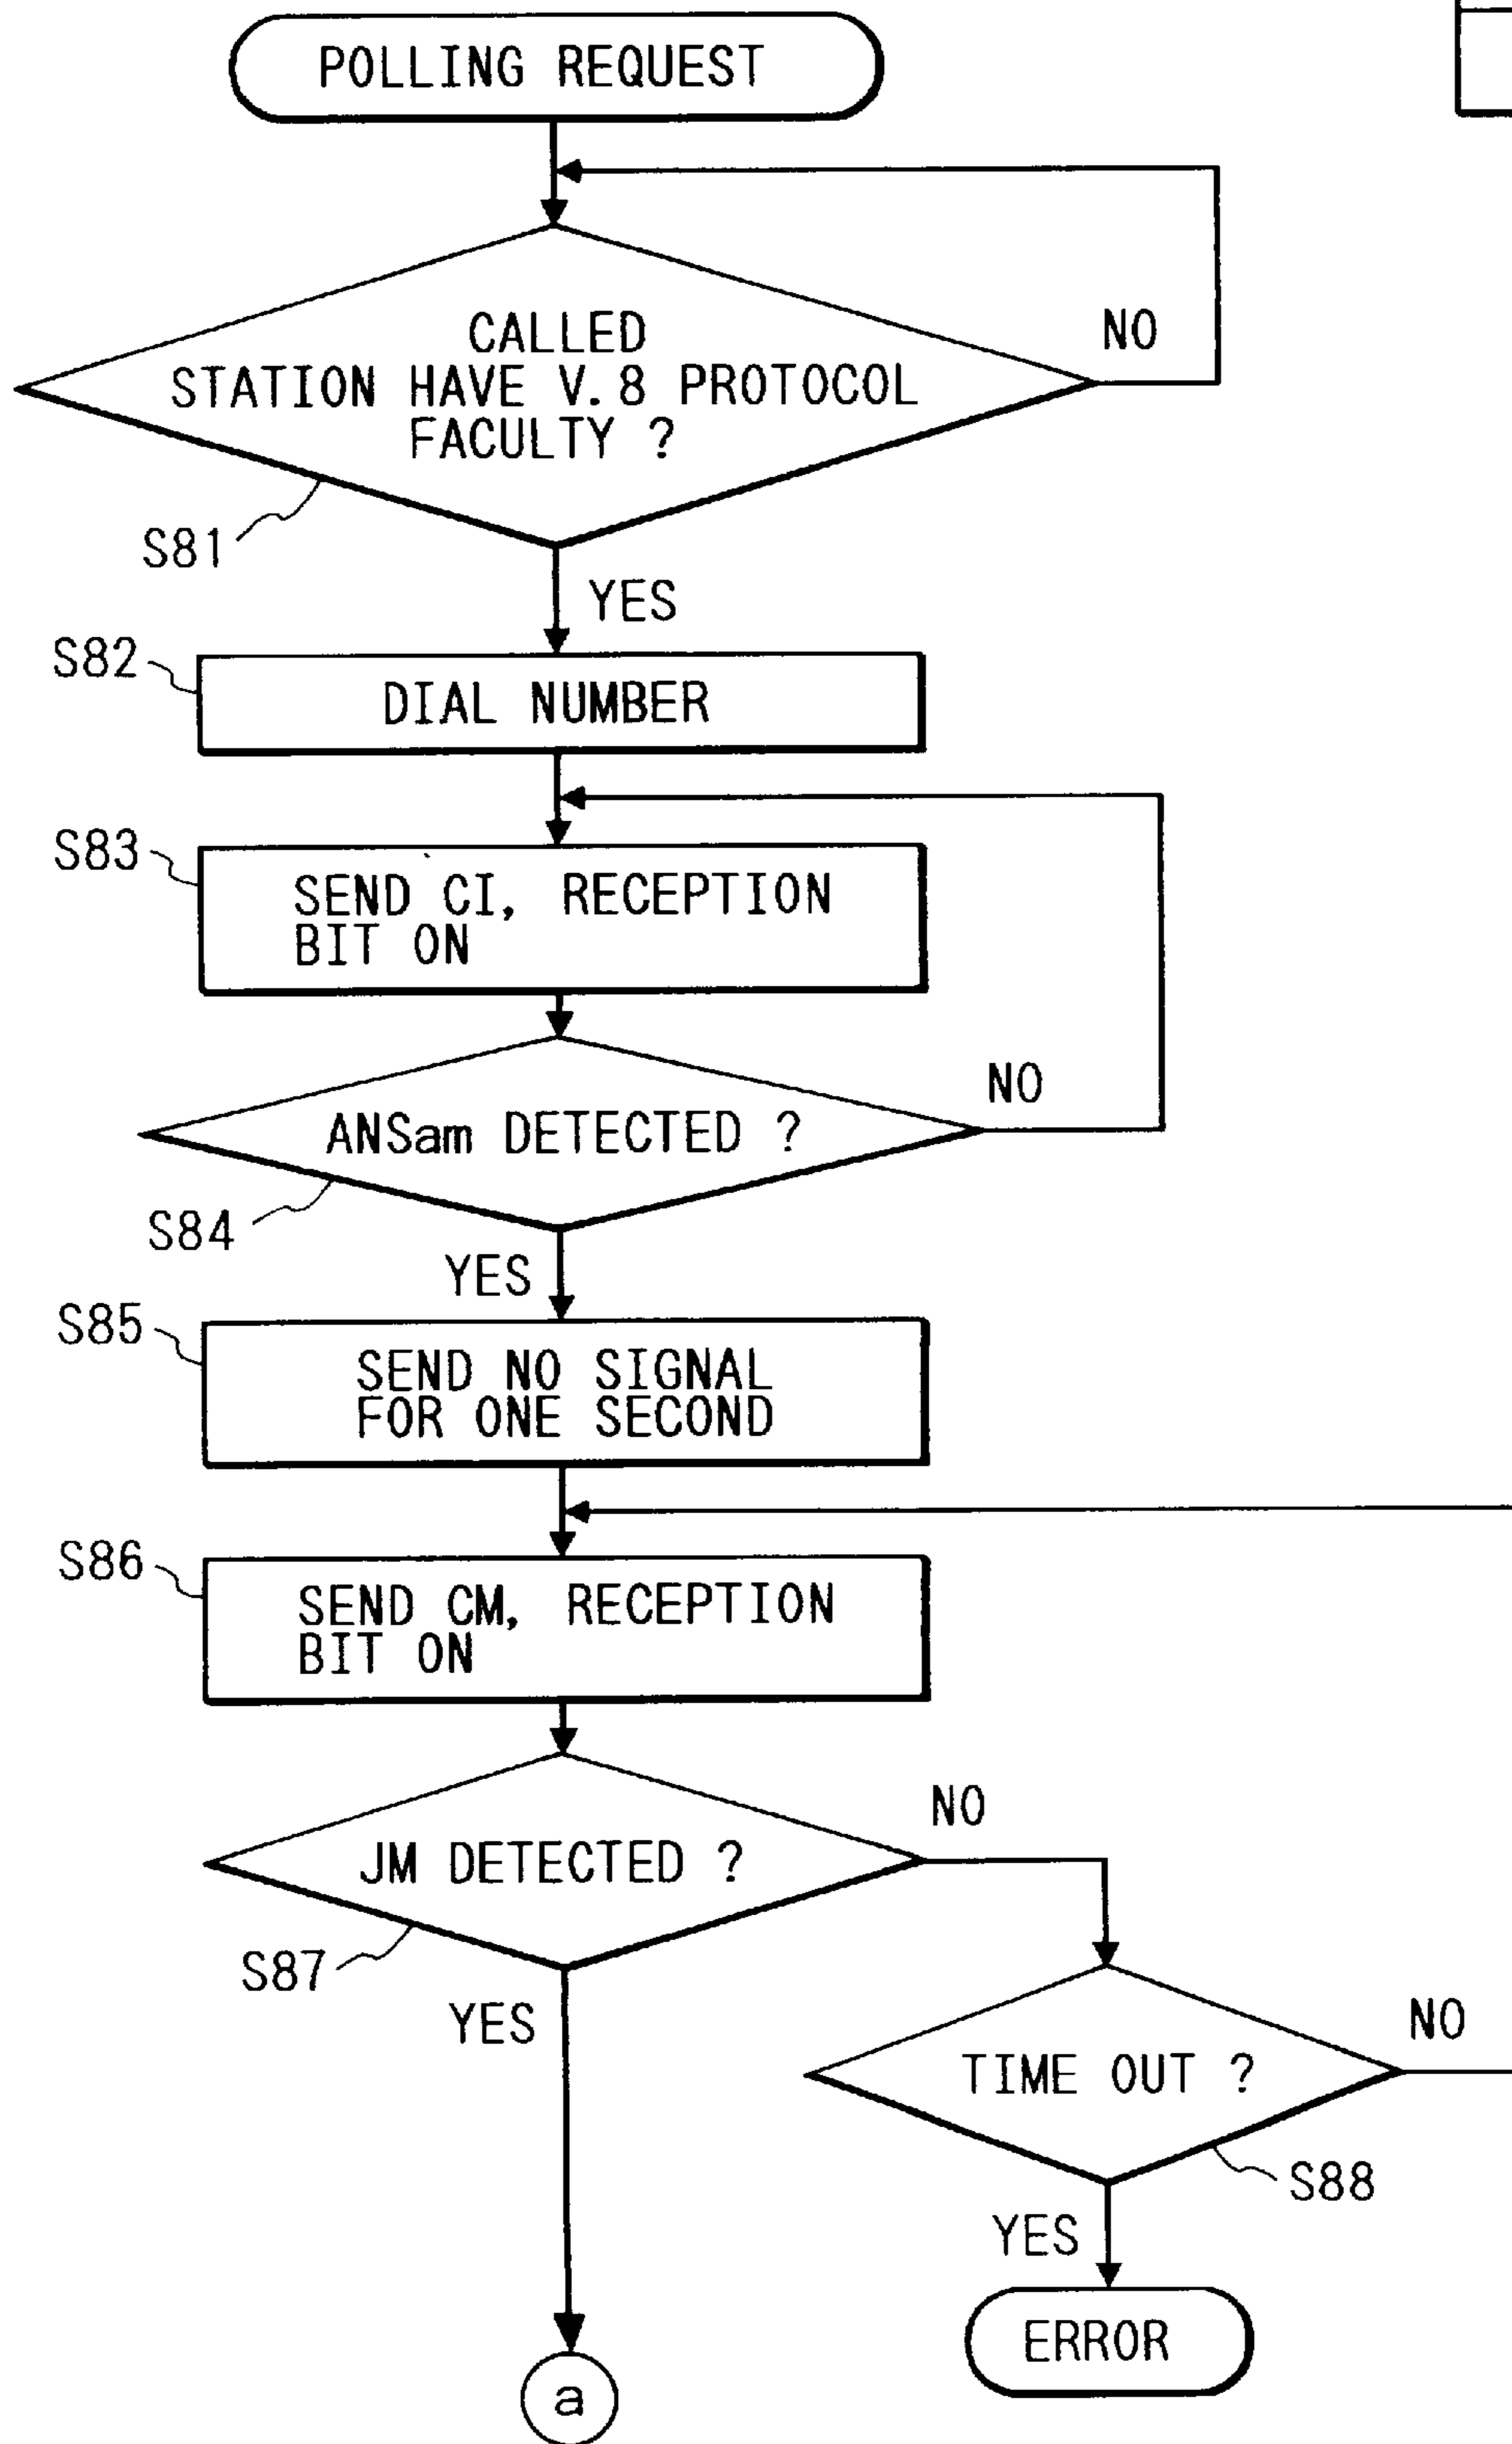 POLLING REQUEST
CALLED
STATION HAVE V.8 PROTOCOL
FACULTY ?
NO
S81
YES
S82
DIAL NUMBER
S83
SEND CI, RECEPTION
BIT ON
ANSam DETECTED ?
NO
S84
YES
S85
SEND NO SIGNAL
FOR ONE SECOND
S86
SEND CM, RECEPTION
BIT ON
JM DETECTED ?
NO
S87
YES
TIME OUT ?
NO
S88
YES
ERROR
a